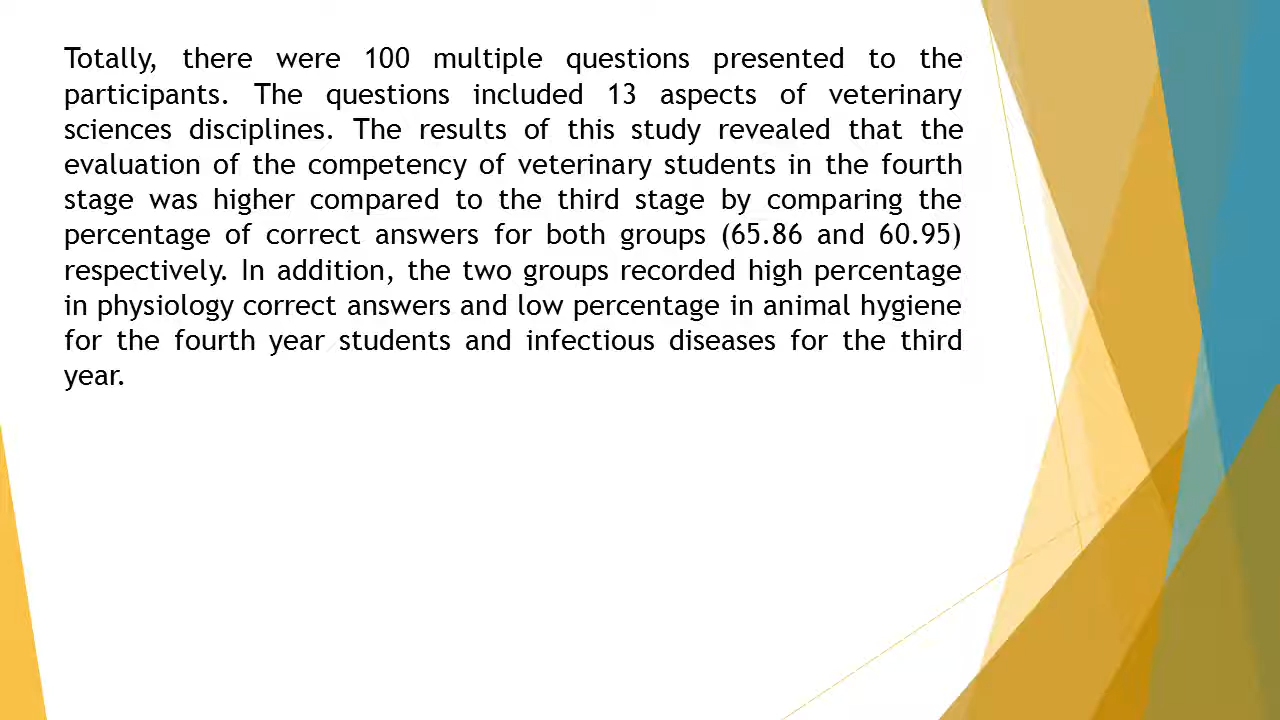 Totally, there were 100 multiple questions presented to the
participants. The questions included 13 aspects of veterinary
sciences disciplines. The results of this study revealed that the
evaluation of the competency of veterinary students in the fourth
stage was higher compared to the third stage by comparing the
percentage of correct answers for both groups (65.86 and 60.95)
respectively. In addition, the two groups recorded high percentage
in physiology correct answers and low percentage in animal hygiene
for the fourth year students and infectious diseases for the third
year.